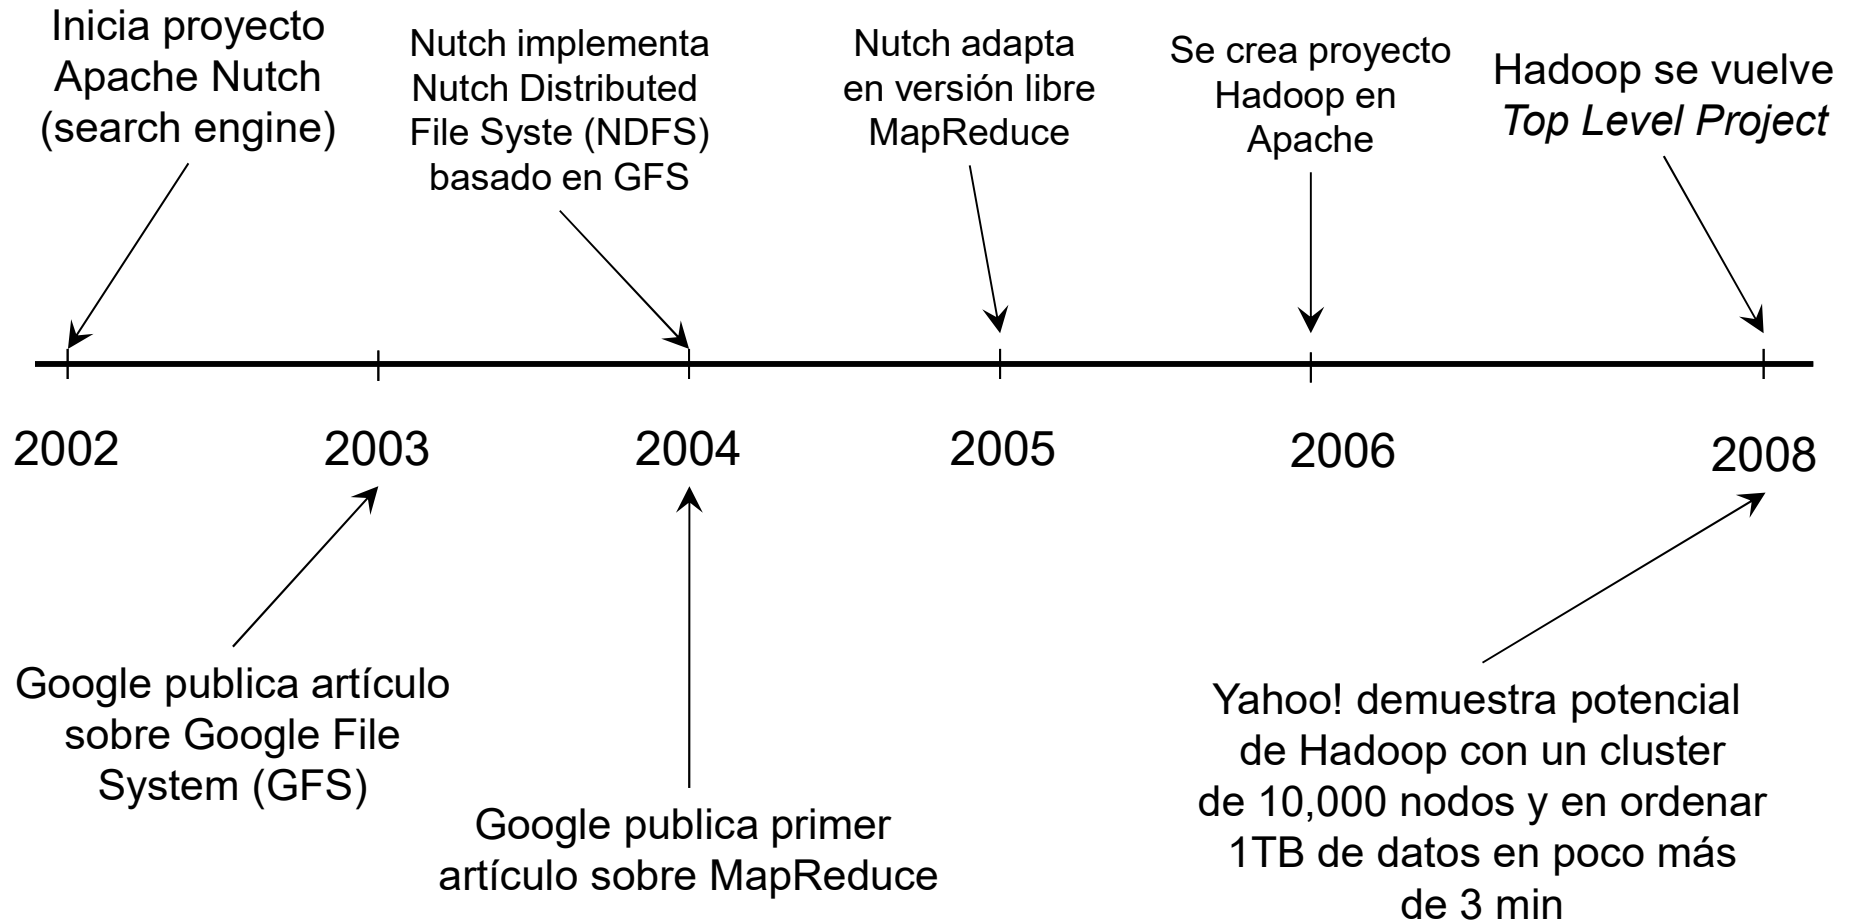 Inicia proyecto
Apache Nutch
(search engine)
Nutch implementa
Nutch Distributed
File Syste (NDFS)
basado en GFS
Nutch adapta
en versión libre
MapReduce
Se crea proyecto
Hadoop en
Apache
Hadoop se vuelve
Top Level Project
2002
2003
2004
2005
2006
2008
Google publica artículo
sobre Google File
System (GFS)
Google publica primer
artículo sobre MapReduce
Yahoo! demuestra potencial
de Hadoop con un cluster
de 10,000 nodos y en ordenar
1TB de datos en poco más
de 3 min